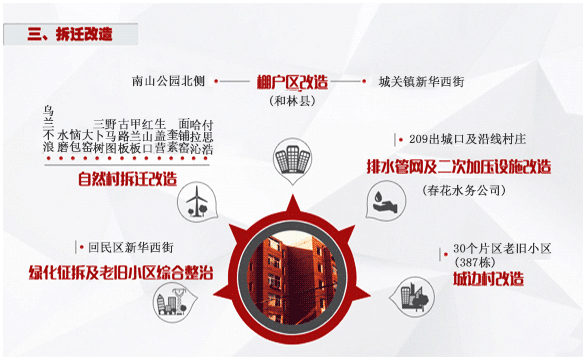 三、拆迁改造
南山公园北侧
棚户区改造
(和林县)
城关镇新华西街
乌兰不浪
水磨
恼包
大窑
三卜树
野马图
古路板
甲兰板
红山口
生盖营
奎素
面铺窑
哈拉沁
付思浩
自然村拆迁改造
209出城口及沿线村庄
排水管网及二次加压设施改造
(春花水务公司)
回民区新华西街
绿化征拆及老旧小区综合整治
30个片区老旧小区
(387栋)
城边村改造